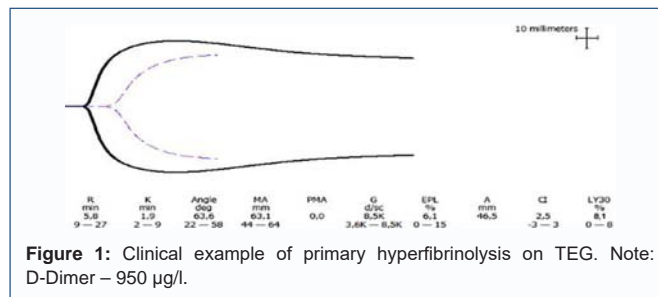 10 millimeters
R K Angle MA PMA G EPL A CI LY30
min min deg mm d/sc % mm %
5,8 1,9 63,6 63,1 0,0 8,5K 6,1 46,5 2,5 8,1
9 — 27 2 — 9 22 — 58 44 — 64 3,6K — 8,5K 0 — 15 -3 — 3 0 — 8
Figure 1: Clinical example of primary hyperfibrinolysis on TEG. Note:
D-Dimer – 950 µg/l.